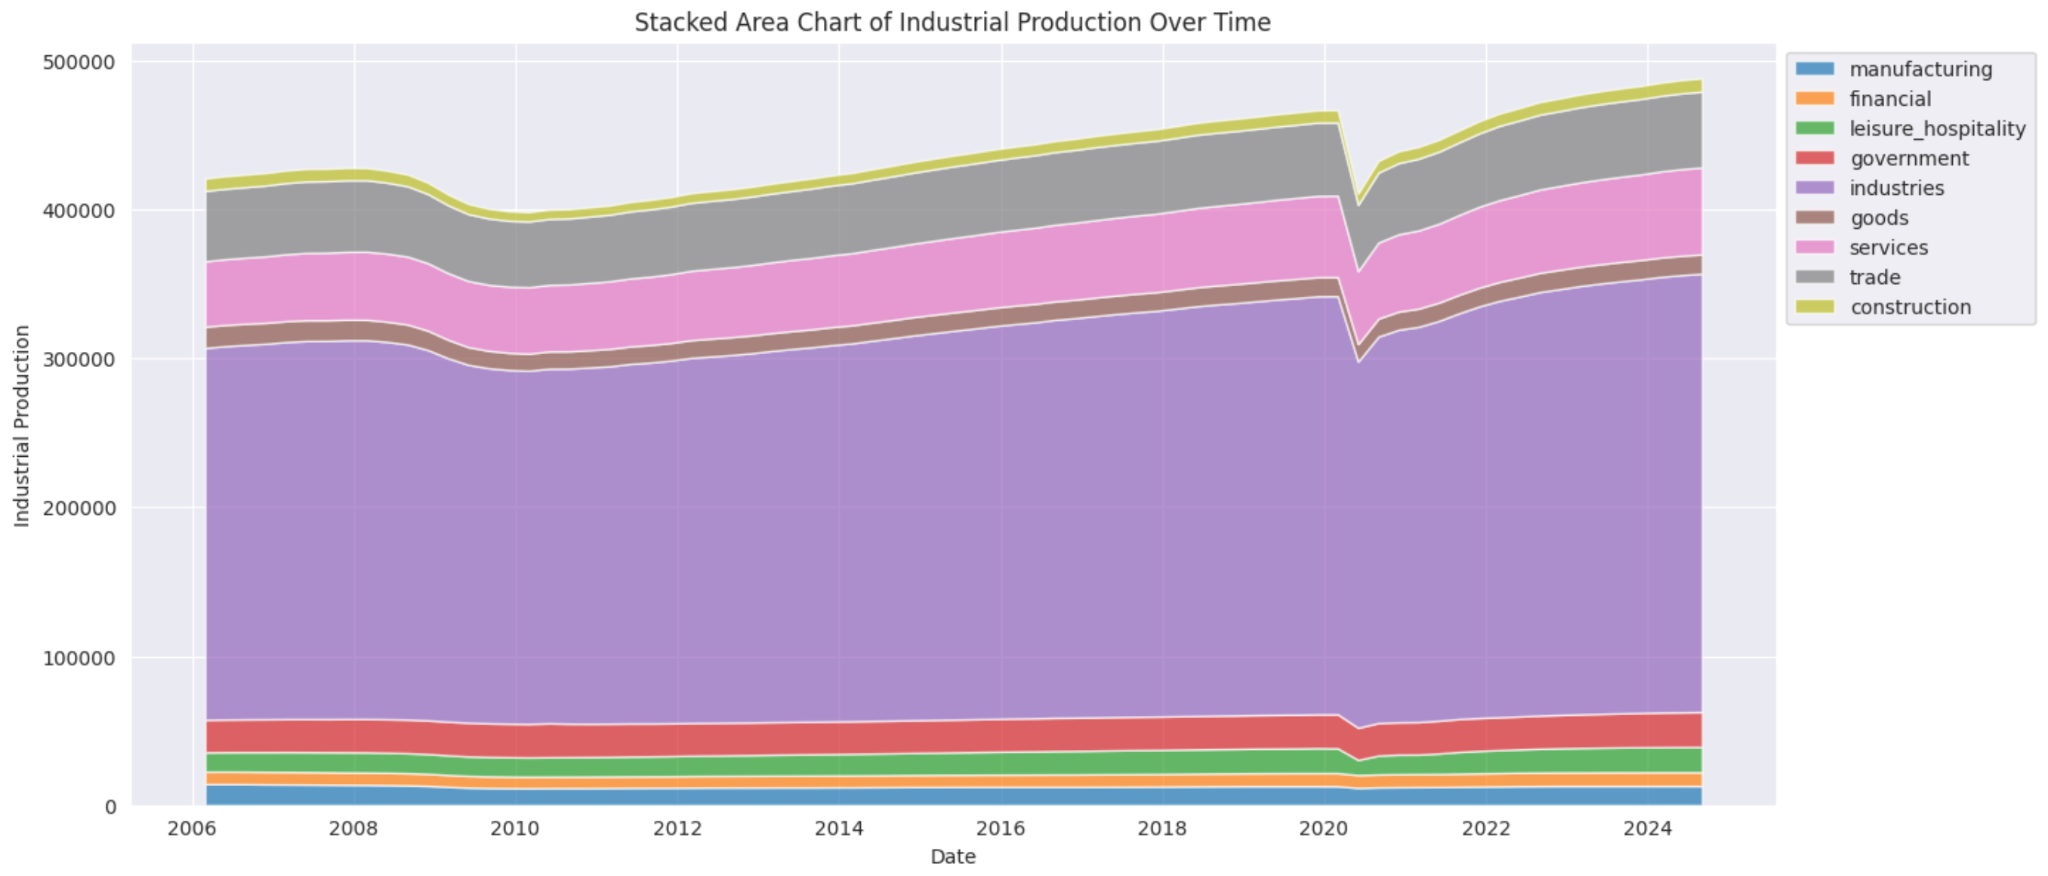 Stacked Area Chart of Industrial Production Over Time
500000
400000
300000
200000
100000
0
Industrial Production
2006 2008 2010 2012 2014 2016 2018 2020 2022 2024
Date
manufacturing
financial
leisure_hospitality
government
industries
goods
services
trade
construction